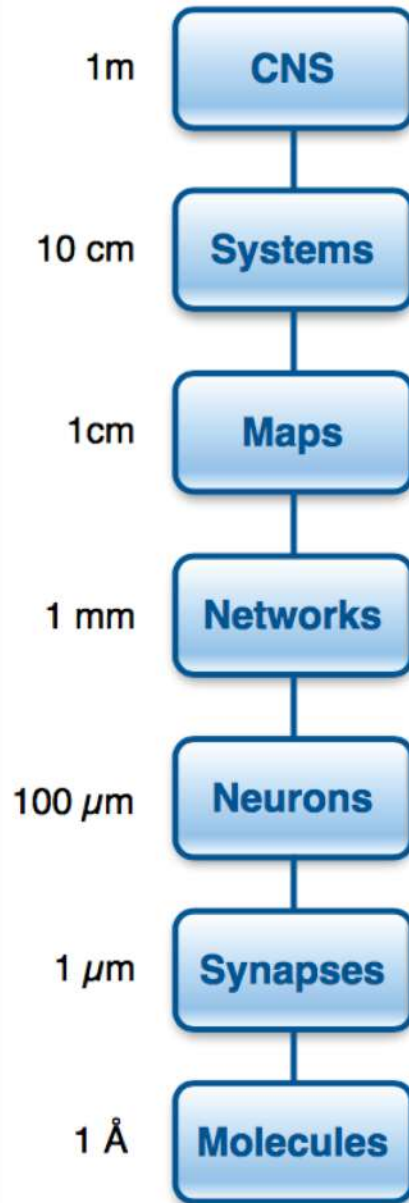 1m
CNS
10 cm
Systems
1cm
Maps
1 mm
Networks
100 μm
Neurons
1 μm
Synapses
1 Å
Molecules